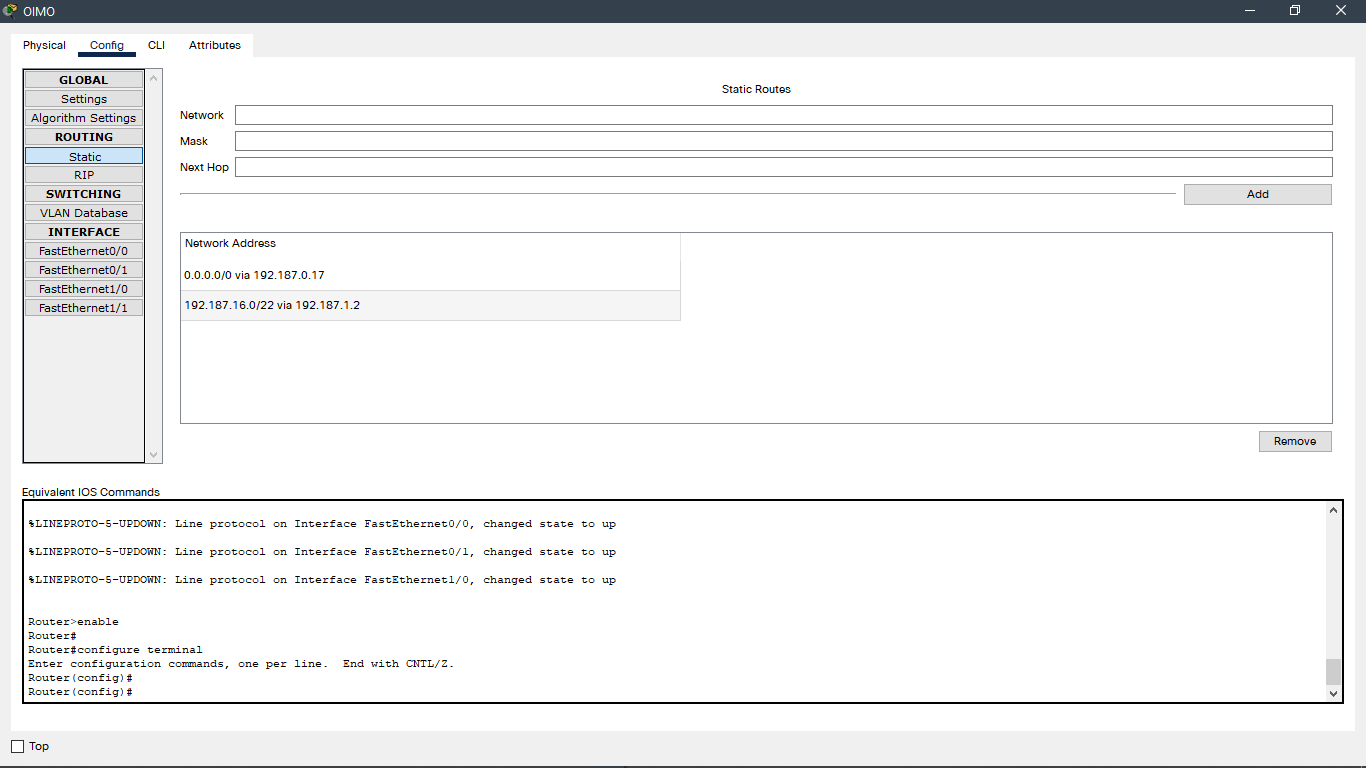 OIMO
Physical Config CLI Attributes
GLOBAL
Settings
Algorithm Settings
ROUTING
Static
RIP
SWITCHING
VLAN Database
INTERFACE
FastEthernet0/0
FastEthernet0/1
FastEthernet1/0
FastEthernet1/1
Static Routes
Network
Mask
Next Hop
Add
Network Address
0.0.0.0/0 via 192.187.0.17
192.187.16.0/22 via 192.187.1.2
Remove
Equivalent IOS Commands
%LINEPROTO-5-UPDOWN: Line protocol on Interface FastEthernet0/0, changed state to up
%LINEPROTO-5-UPDOWN: Line protocol on Interface FastEthernet0/1, changed state to up
%LINEPROTO-5-UPDOWN: Line protocol on Interface FastEthernet1/0, changed state to up
Router>enable
Router#
Router#configure terminal
Enter configuration commands, one per line.  End with CNTL/Z.
Router(config)#
Router(config)#
Top